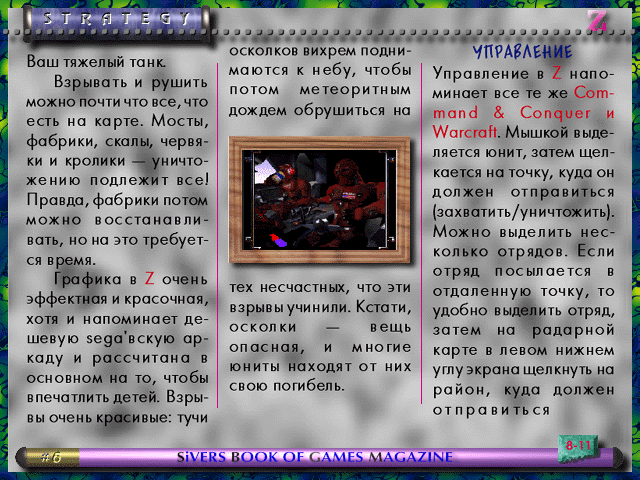 STRATEGY
Z
Ваш тяжелый танк.
Взрывать и рушить
можно почти что все, что
есть на карте. Мосты,
фабрики, скалы, червя-
ки и кролики — уничто-
жению подлежит все!
Правда, фабрики потом
можно восстанавли-
вать, но на это требует-
ся время.
Графика в Z очень
эффектная и красочная,
хотя и напоминает де-
шевую sega'вскую ар-
каду и рассчитана в
основном на то, чтобы
впечатлить детей. Взры-
вы очень красивые: тучи
осколков вихрем подни-
маются к небу, чтобы
потом метеоритным
дождем обрушиться на
тех несчастных, что эти
взрывы учинили. Кстати,
осколки — вещь
опасная, и многие
юниты находят от них
свою погибель.
УПРАВЛЕНИЕ
Управление в Z напо-
минает все те же Com-
mand & Conquer и
Warcraft. Мышкой выде-
ляется юнит, затем щел-
кается на точку, куда он
должен отправиться
(захватить/уничтожить).
Можно выделить нес-
колько отрядов. Если
отряд посылается в
отдаленную точку, то
удобно выделить отряд,
затем на радарной
карте в левом нижнем
углу экрана щелкнуть на
район, куда должен
отправиться
#6
SiVERS BOOK OF GAMES MAGAZINE
8-11